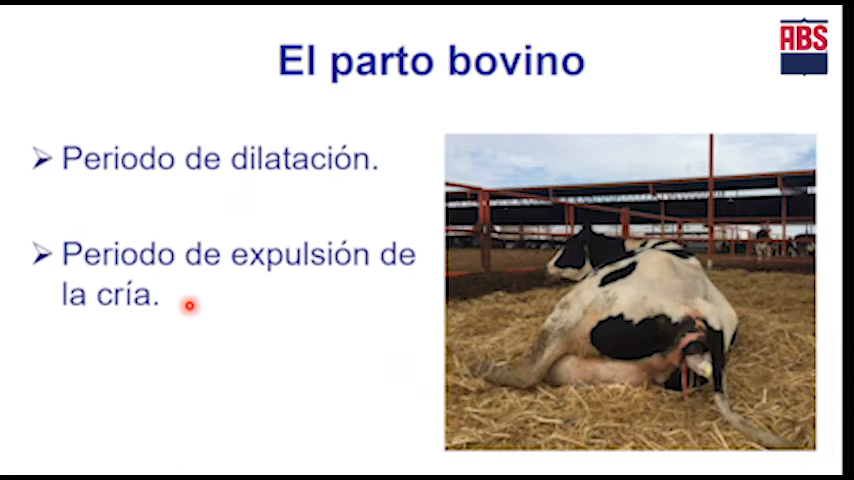 El parto bovino
ABS
Periodo de dilatación.
Periodo de expulsión de
la cría.